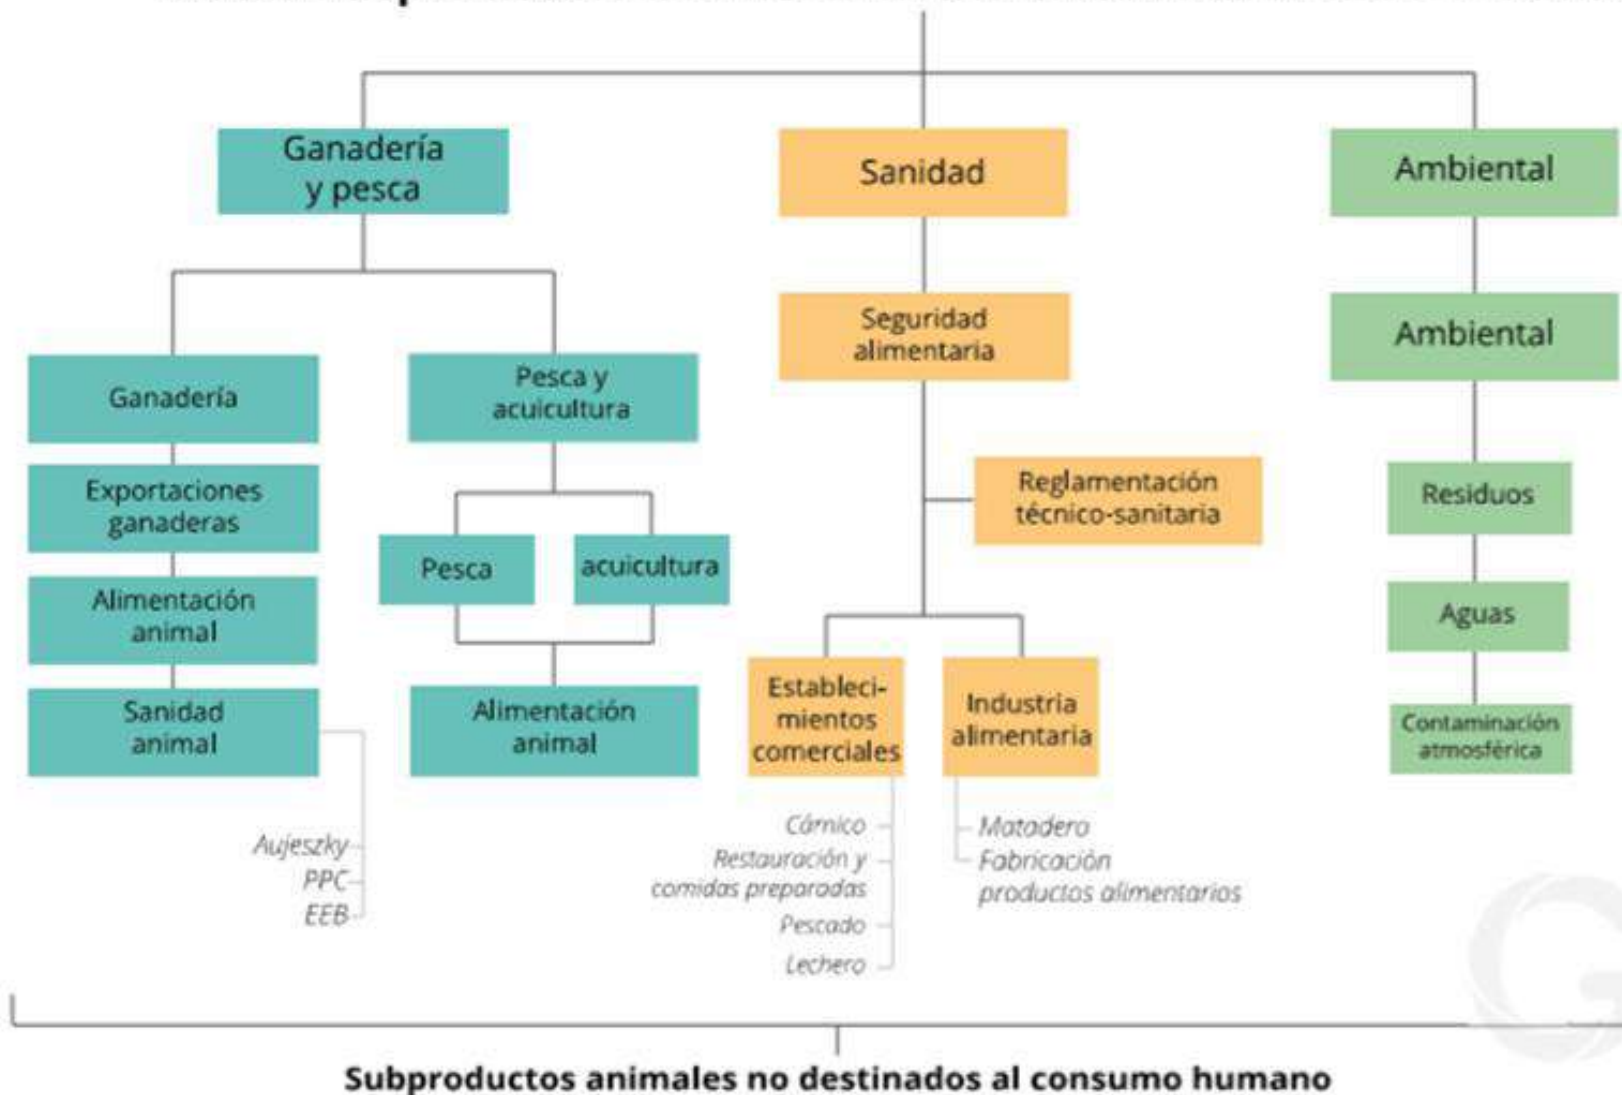 Ganadería
y pesca
Sanidad
Ambiental
Seguridad
alimentaria
Ambiental
Ganadería
Pesca y
acuicultura
Exportaciones
ganaderas
Reglamentación
técnico-sanitaria
Residuos
Pesca
acuicultura
Alimentación
animal
Aguas
Sanidad
animal
Alimentación
animal
Estableci-
mientos
comerciales
Industria
alimentaria
Contaminación
atmosférica
Aujeszky
PPC
EEB
Cárnico
Restauración y
comidas preparadas
Pescado
Lechero
Matadero
Fabricación
productos alimentarios
Subproductos animales no destinados al consumo humano